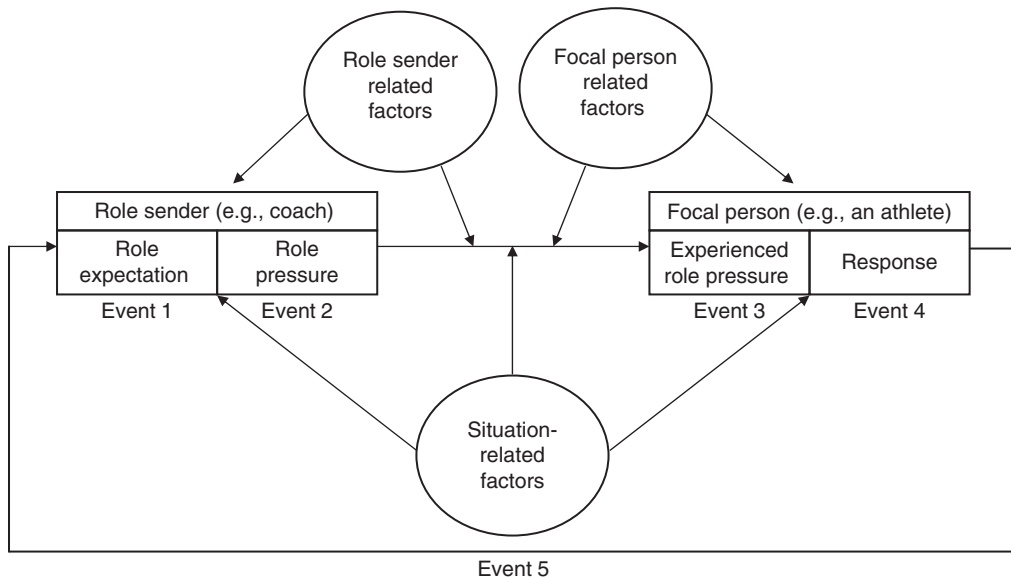 Role sender
related
factors
Focal person
related
factors
Role sender (e.g., coach)
Role
expectation
Role
pressure
Event 1
Event 2
Focal person (e.g., an athlete)
Experienced
role pressure
Response
Event 3
Event 4
Situation-
related
factors
Event 5